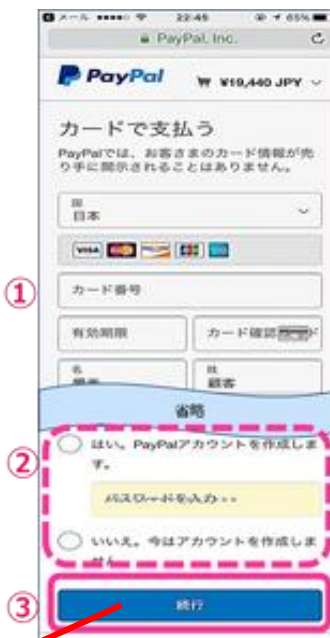 メール 22:45 65%
PayPal, Inc.
PayPal ¥19,440 JPY
カードで支払う
PayPalでは、お客さまのカード情報が売
り手に開示されることはありません。
国
日本
VISA JCB
① カード番号
有効期限 カード確認
名 姓
顧客
省略
② はい。PayPalアカウントを作成しま
す。
パスワードを入力
いいえ。今はアカウントを作成しま
せん
③ 続行